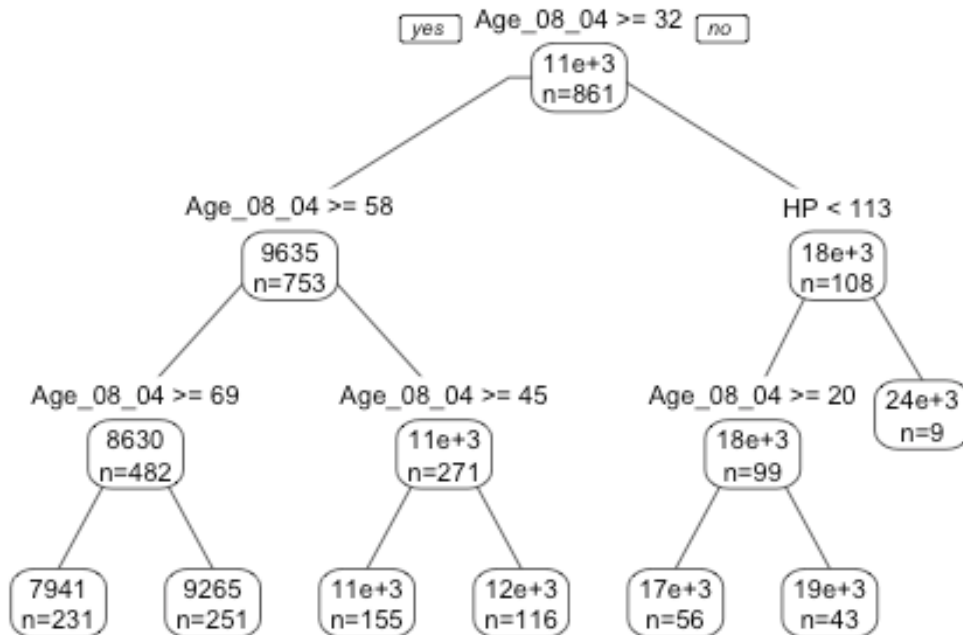 yes Age_08_04 >= 32 no
11e+3
n=861
Age_08_04 >= 58
9635
n=753
HP < 113
18e+3
n=108
Age_08_04 >= 69
8630
n=482
Age_08_04 >= 45
11e+3
n=271
Age_08_04 >= 20
18e+3
n=99
24e+3
n=9
7941
n=231
9265
n=251
11e+3
n=155
12e+3
n=116
17e+3
n=56
19e+3
n=43